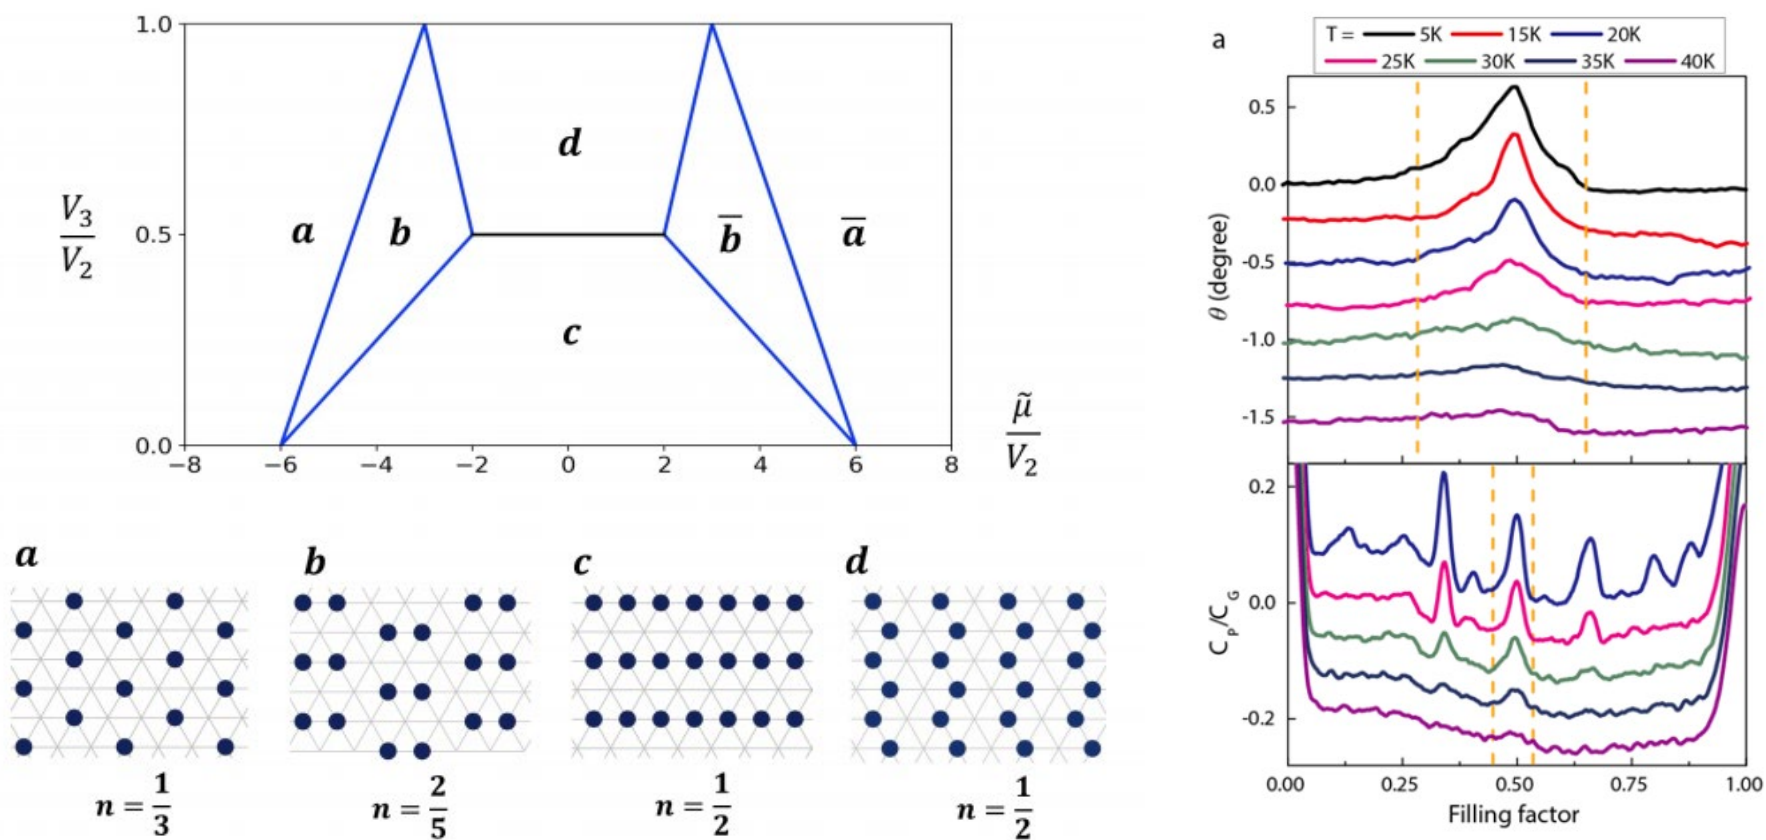 1.0
0.5
0.0
V₃
V₂
a
b
d
c
b̅
a̅
−8 −6 −4 −2 0 2 4 6 8
μ̃
V₂
a b c d
n = 1/3
n = 2/5
n = 1/2
n = 1/2
a
T = 5K 15K 20K
25K 30K 35K 40K
0.5
0.0
-0.5
-1.0
-1.5
θ (degree)
0.2
0.0
-0.2
C_P/C_G
0.00 0.25 0.50 0.75 1.00
Filling factor